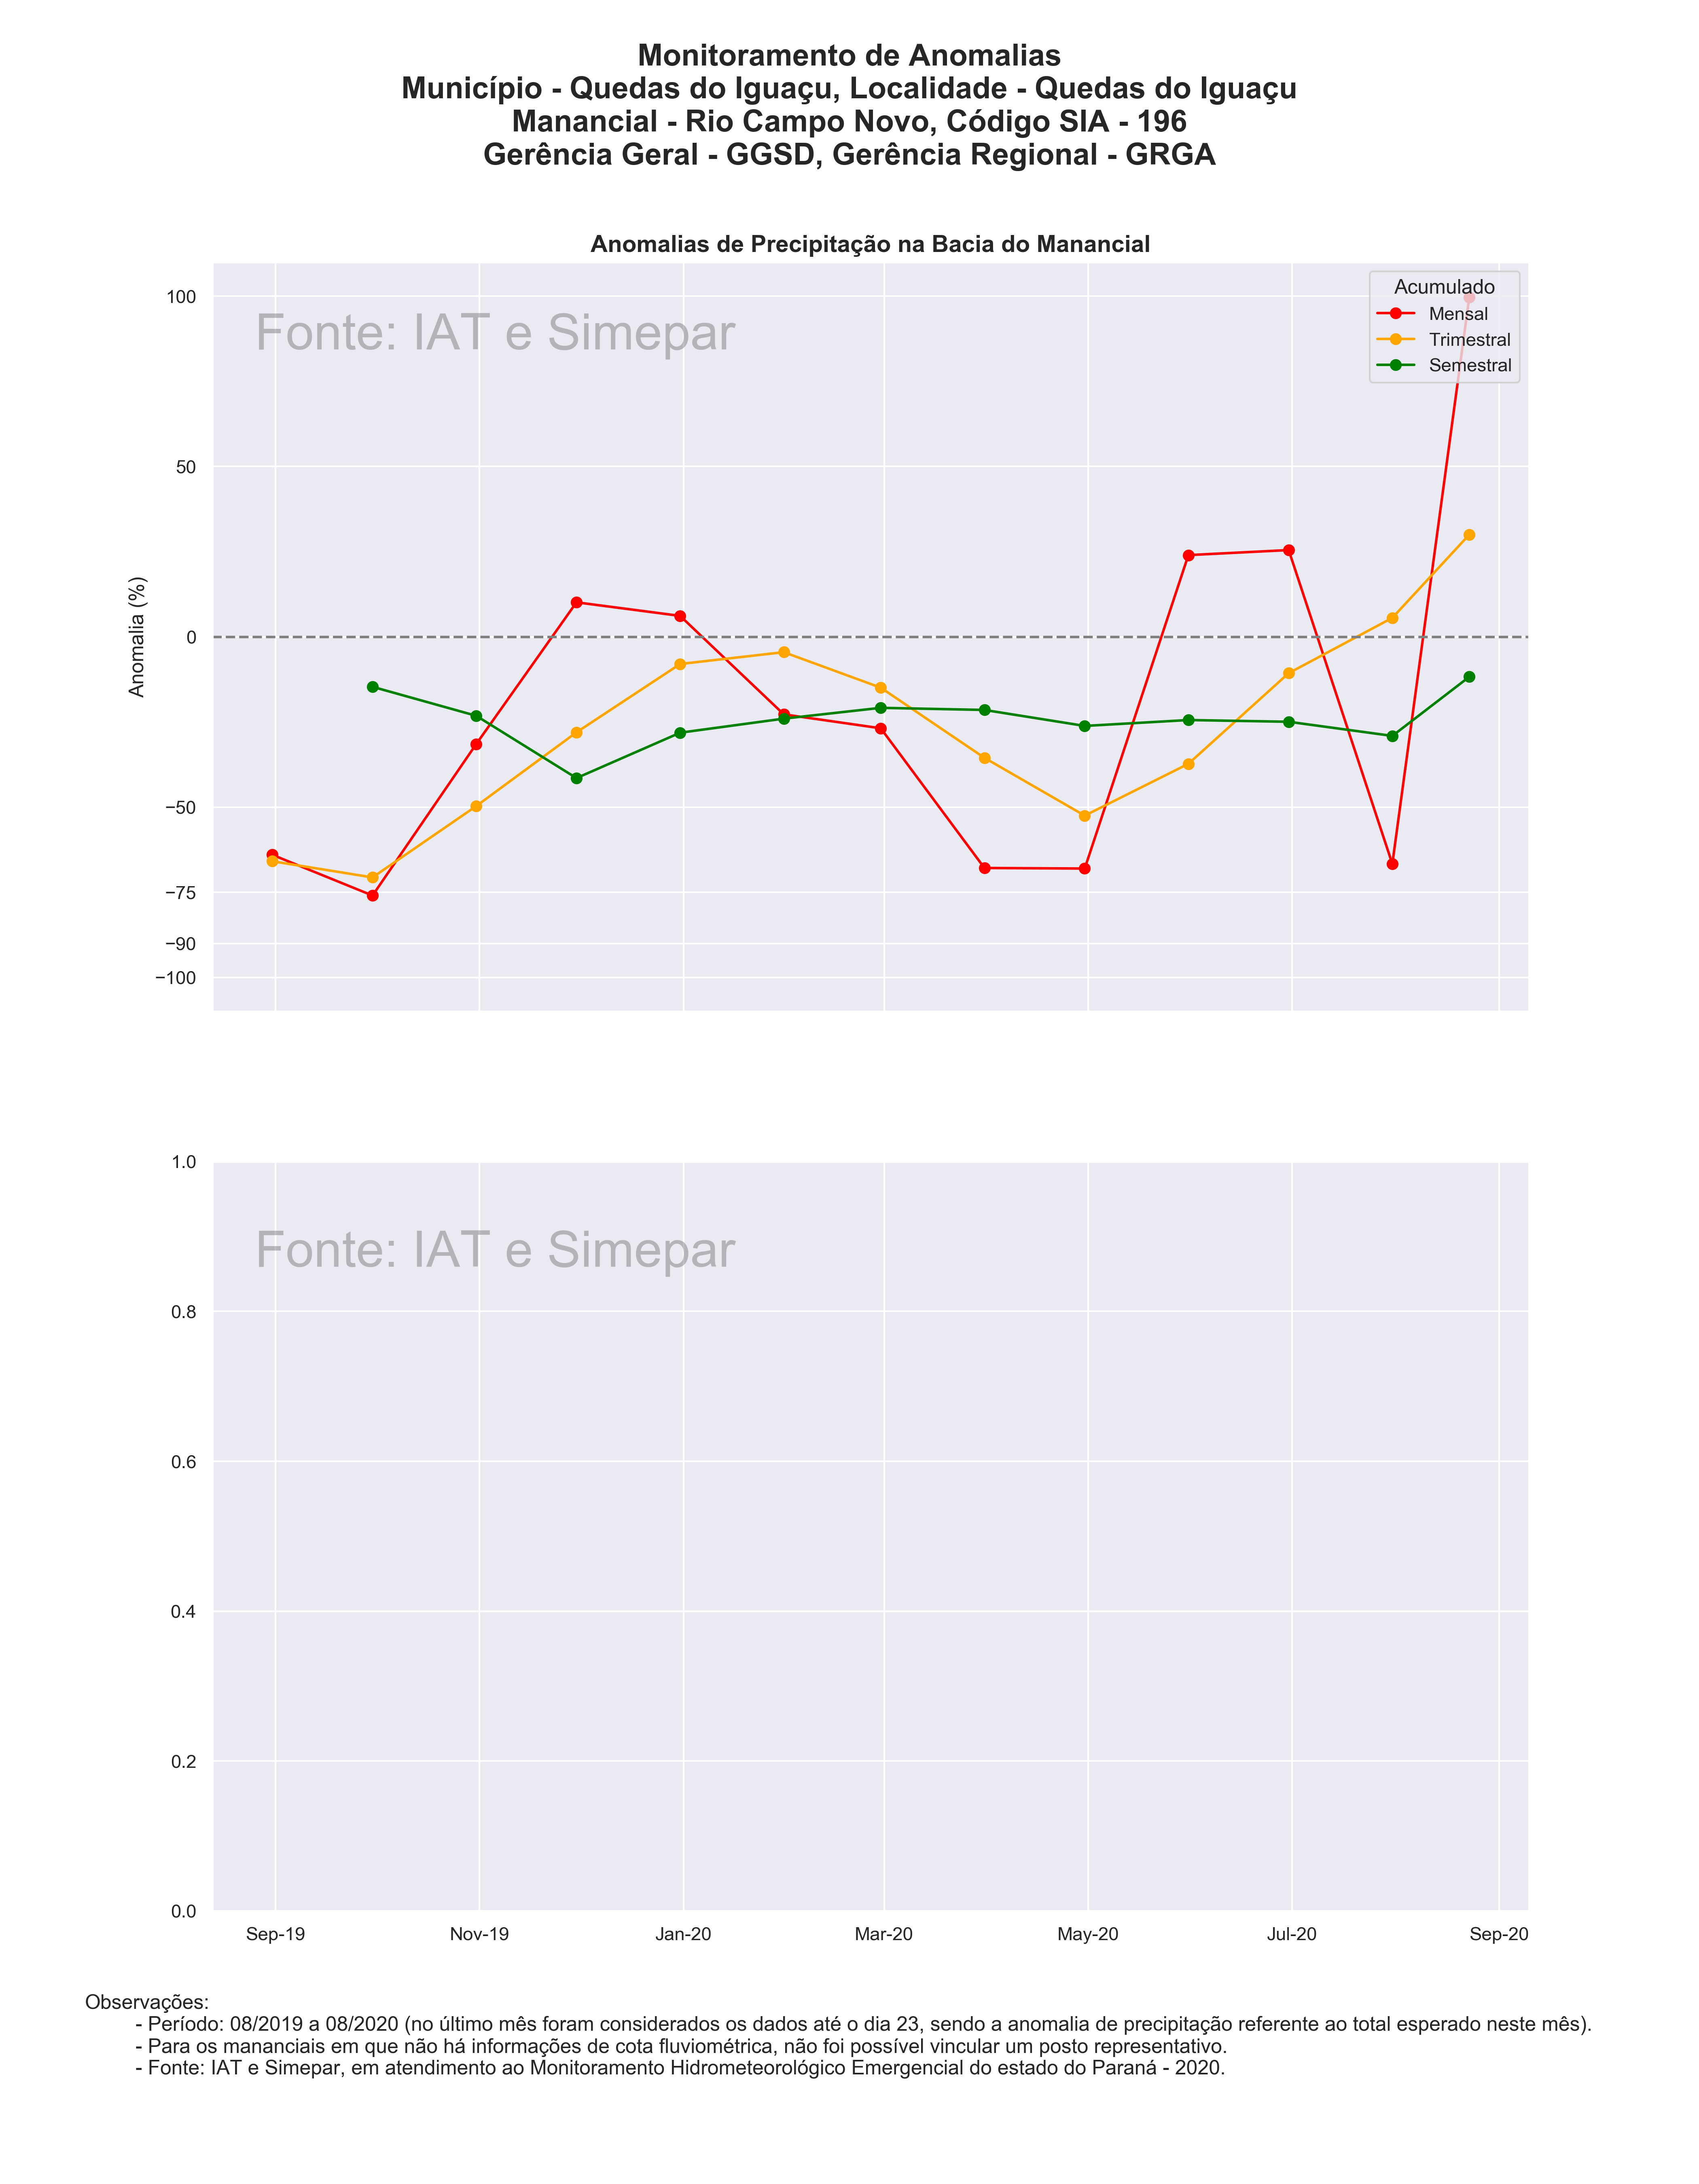 Monitoramento de Anomalias
Município - Quedas do Iguaçu, Localidade - Quedas do Iguaçu
Manancial - Rio Campo Novo, Código SIA - 196
Gerência Geral - GGSD, Gerência Regional - GRGA
Anomalias de Precipitação na Bacia do Manancial
Fonte: IAT e Simepar
Acumulado
Mensal
Trimestral
Semestral
Anomalia (%)
100
50
0
−50
−75
−90
−100
Fonte: IAT e Simepar
1.0
0.8
0.6
0.4
0.2
0.0
Sep-19 Nov-19 Jan-20 Mar-20 May-20 Jul-20 Sep-20
Observações:
- Período: 08/2019 a 08/2020 (no último mês foram considerados os dados até o dia 23, sendo a anomalia de precipitação referente ao total esperado neste mês).
- Para os mananciais em que não há informações de cota fluviométrica, não foi possível vincular um posto representativo.
- Fonte: IAT e Simepar, em atendimento ao Monitoramento Hidrometeorológico Emergencial do estado do Paraná - 2020.